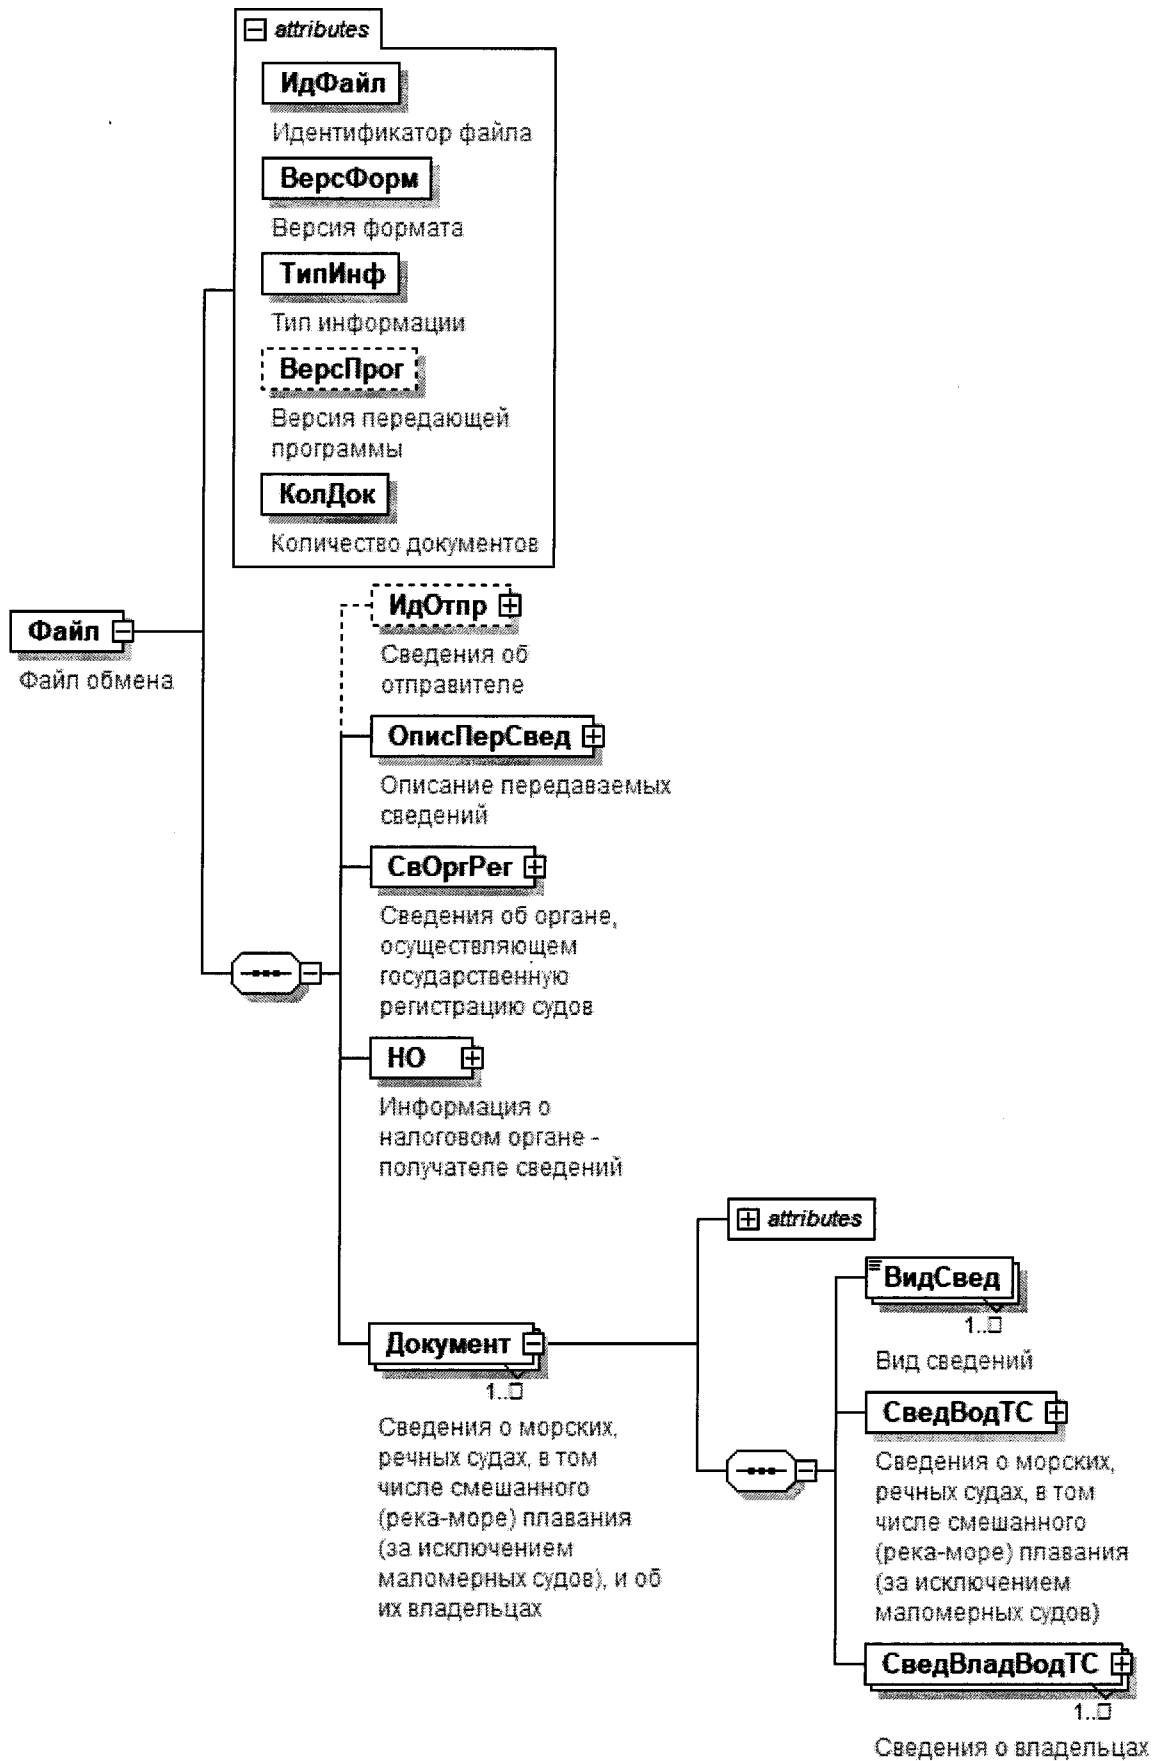 attributes
ИдФайл
Идентификатор файла
ВерсФорм
Версия формата
ТипИнф
Тип информации
ВерсПрог
Версия передающей
программы
КолДок
Количество документов
Файл
Файл обмена
ИдОтпр
Сведения об
отправителе
ОписПерСвед
Описание передаваемых
сведений
СвОргРег
Сведения об органе,
осуществляющем
государственную
регистрацию судов
НО
Информация о
налоговом органе -
получателе сведений
Документ
1..□
Сведения о морских,
речных судах, в том
числе смешанного
(река-море) плавания
(за исключением
маломерных судов), и об
их владельцах
attributes
ВидСвед
1..□
Вид сведений
СведВодТС
Сведения о морских,
речных судах, в том
числе смешанного
(река-море) плавания
(за исключением
маломерных судов)
СведВладВодТС
1..□
Сведения о владельцах